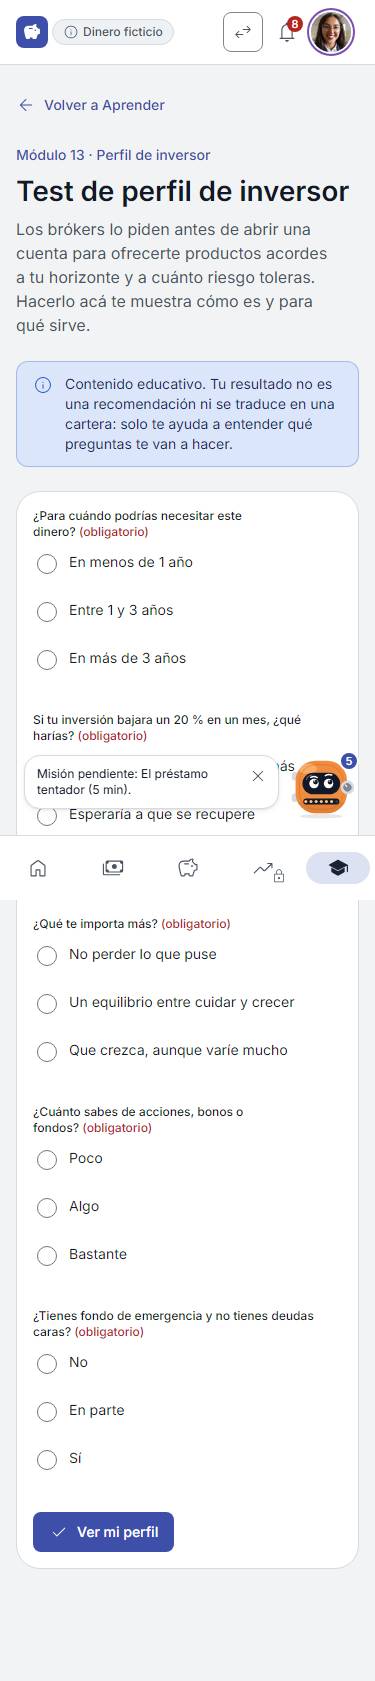 Dinero ficticio
8
Volver a Aprender
Módulo 13 · Perfil de inversor
Test de perfil de inversor
Los brókers lo piden antes de abrir una
cuenta para ofrecerte productos acordes
a tu horizonte y a cuánto riesgo toleras.
Hacerlo acá te muestra cómo es y para
qué sirve.
Contenido educativo. Tu resultado no es
una recomendación ni se traduce en una
cartera: solo te ayuda a entender qué
preguntas te van a hacer.
¿Para cuándo podrías necesitar este
dinero? (obligatorio)
En menos de 1 año
Entre 1 y 3 años
En más de 3 años
Si tu inversión bajara un 20 % en un mes, ¿qué
harías? (obligatorio)
Misión pendiente: El préstamo
tentador (5 min).
5
Esperaría a que se recupere
¿Qué te importa más? (obligatorio)
No perder lo que puse
Un equilibrio entre cuidar y crecer
Que crezca, aunque varíe mucho
¿Cuánto sabes de acciones, bonos o
fondos? (obligatorio)
Poco
Algo
Bastante
¿Tienes fondo de emergencia y no tienes deudas
caras? (obligatorio)
No
En parte
Sí
Ver mi perfil